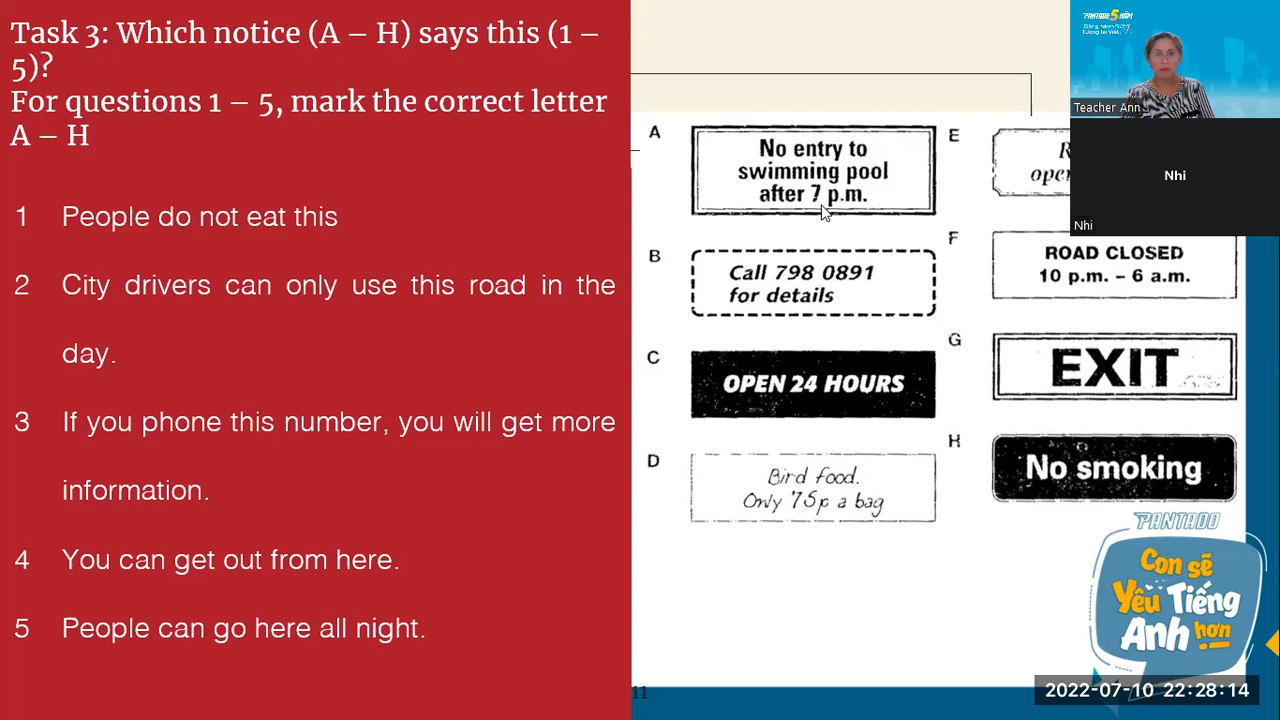 Task 3: Which notice (A – H) says this (1 –
5)?
For questions 1 – 5, mark the correct letter
A – H
1 People do not eat this
2 City drivers can only use this road in the
day.
3 If you phone this number, you will get more
information.
4 You can get out from here.
5 People can go here all night.
A
No entry to
swimming pool
after 7 p.m.
B
Call 798 0891
for details
C
OPEN 24 HOURS
D
Bird food.
Only 75p a bag
E
R
oper
F
ROAD CLOSED
10 p.m. – 6 a.m.
G
EXIT
H
No smoking
PANTADO 5 NĂM
Teacher Ann
Nhi
Nhi
PANTADO
Con sẽ
Yêu Tiếng
Anh hơn
11
2022-07-10 22:28:14